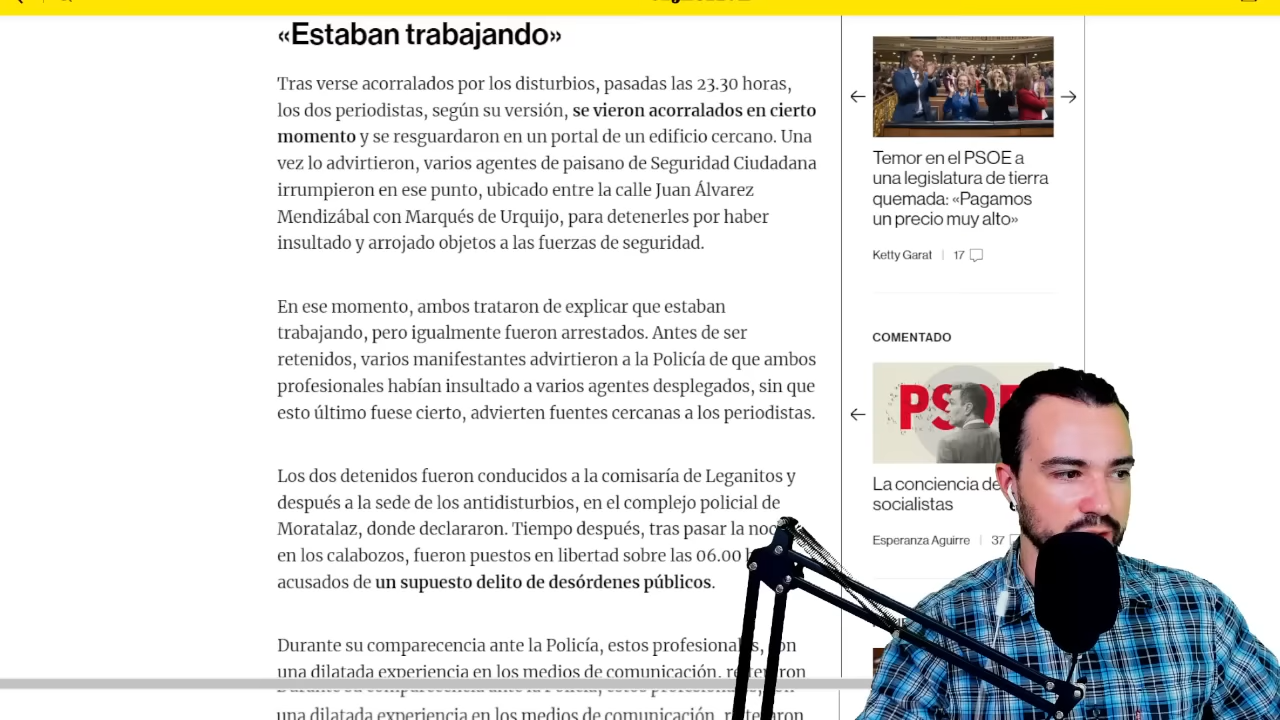 «Estaban trabajando»
Tras verse acorralados por los disturbios, pasadas las 23.30 horas,
los dos periodistas, según su versión, se vieron acorralados en cierto
momento y se resguardaron en un portal de un edificio cercano. Una
vez lo advirtieron, varios agentes de paisano de Seguridad Ciudadana
irrumpieron en ese punto, ubicado entre la calle Juan Álvarez
Mendizábal con Marqués de Urquijo, para detenerles por haber
insultado y arrojado objetos a las fuerzas de seguridad.
En ese momento, ambos trataron de explicar que estaban
trabajando, pero igualmente fueron arrestados. Antes de ser
retenidos, varios manifestantes advirtieron a la Policía de que ambos
profesionales habían insultado a varios agentes desplegados, sin que
esto último fuese cierto, advierten fuentes cercanas a los periodistas.
Los dos detenidos fueron conducidos a la comisaría de Leganitos y
después a la sede de los antidisturbios, en el complejo policial de
Moratalaz, donde declararon. Tiempo después, tras pasar la
en los calabozos, fueron puestos en libertad sobre las 06.00
acusados de un supuesto delito de desórdenes públicos.
Durante su comparecencia ante la Policía, estos
una dilatada experiencia en los medios de comunicación,
una dilatada experiencia en los medios de comunicación,
Temor en el PSOE a
una legislatura de tierra
quemada: «Pagamos
un precio muy alto»
Ketty Garat | 17
COMENTADO
La conciencia de
socialistas
Esperanza Aguirre | 37